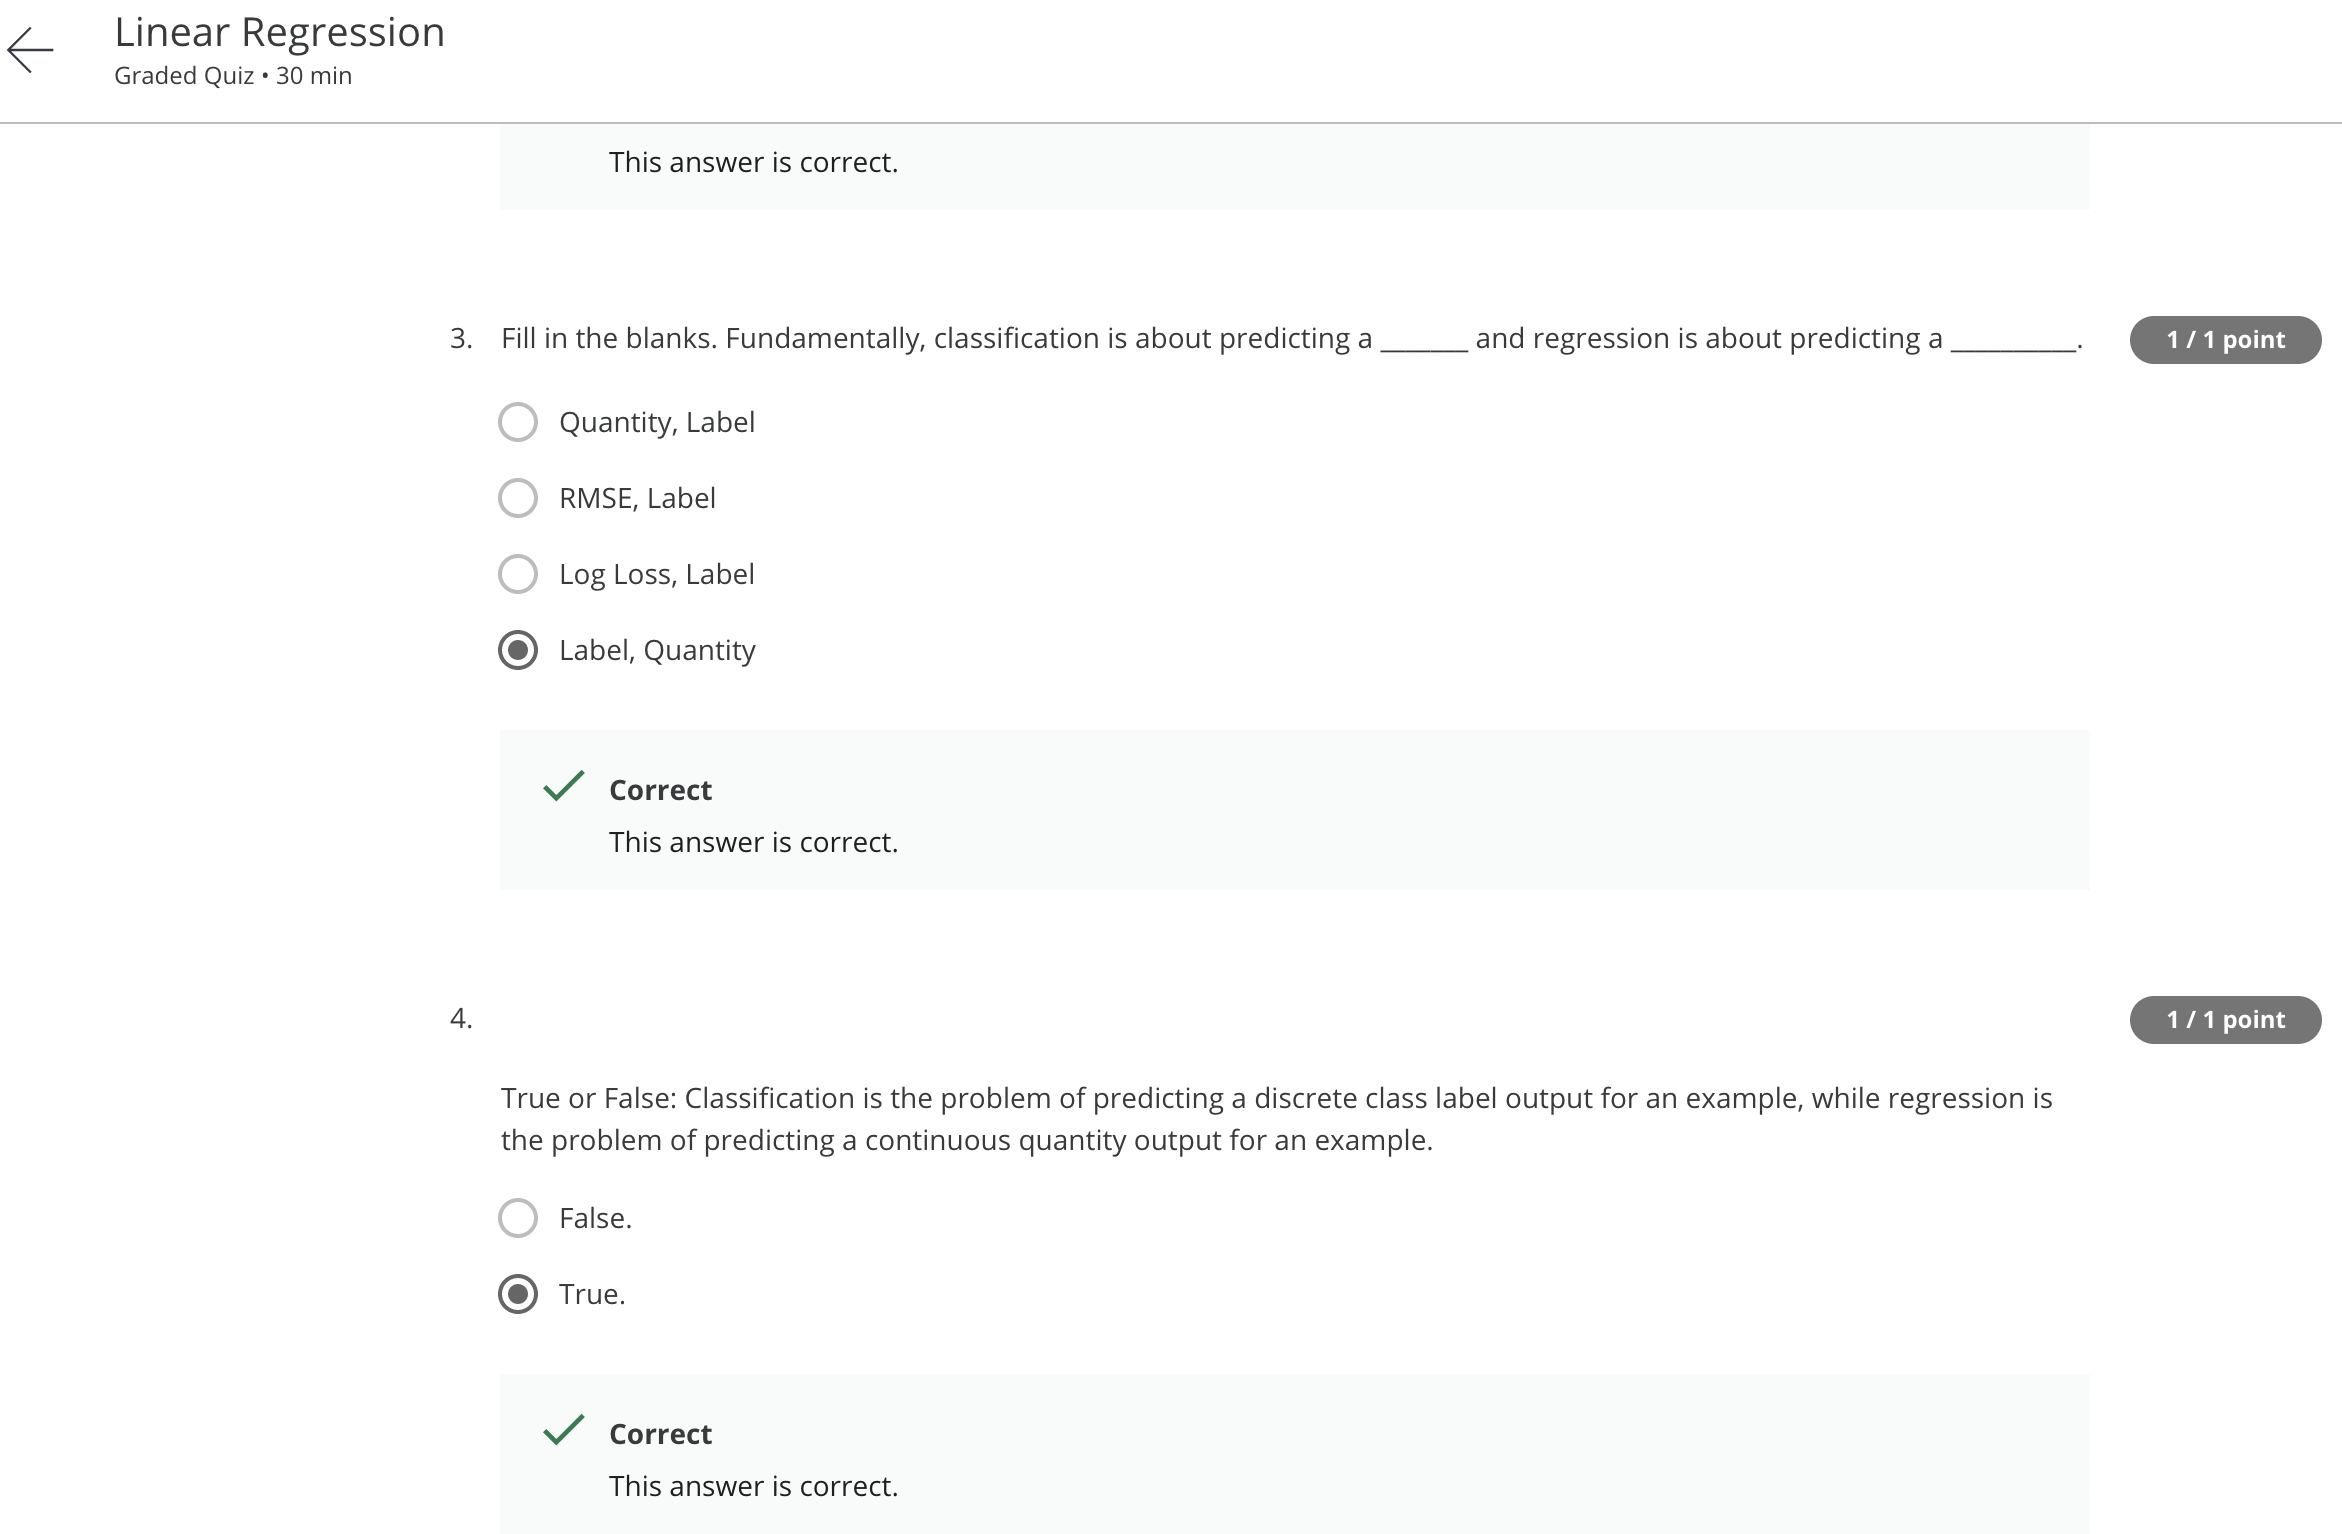 Linear Regression
Graded Quiz • 30 min
This answer is correct.
3. Fill in the blanks. Fundamentally, classification is about predicting a _______ and regression is about predicting a __________. 1 / 1 point
Quantity, Label
RMSE, Label
Log Loss, Label
Label, Quantity
Correct
This answer is correct.
4. 1 / 1 point
True or False: Classification is the problem of predicting a discrete class label output for an example, while regression is
the problem of predicting a continuous quantity output for an example.
False.
True.
Correct
This answer is correct.